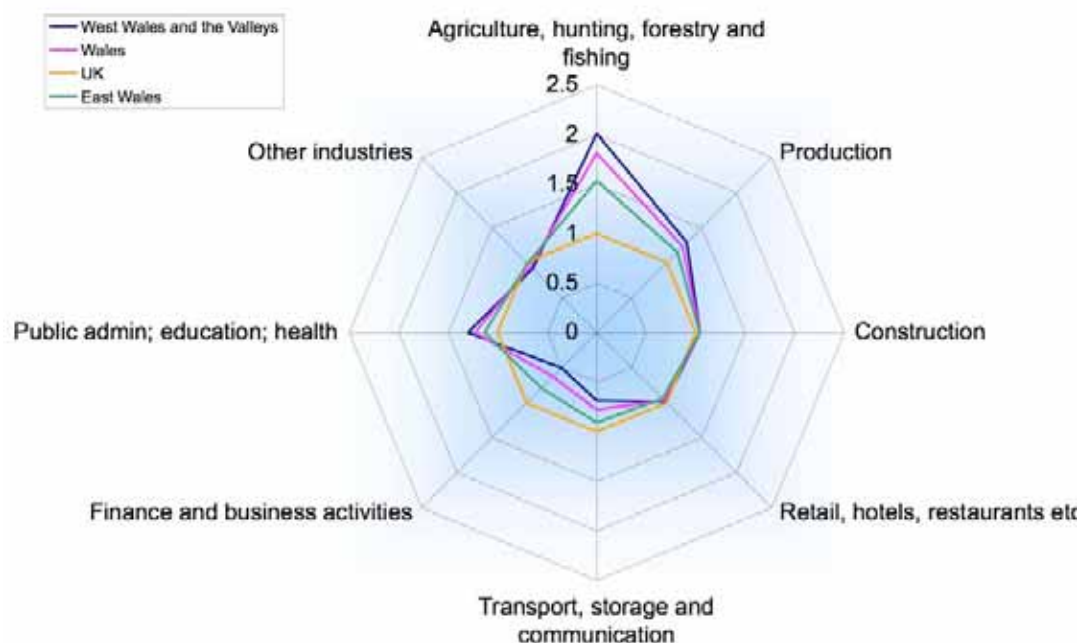 West Wales and the Valleys
Wales
UK
East Wales
Agriculture, hunting, forestry and
fishing
2.5
2
1.5
1
0.5
0
Production
Construction
Retail, hotels, restaurants etc
Transport, storage and
communication
Finance and business activities
Public admin; education; health
Other industries